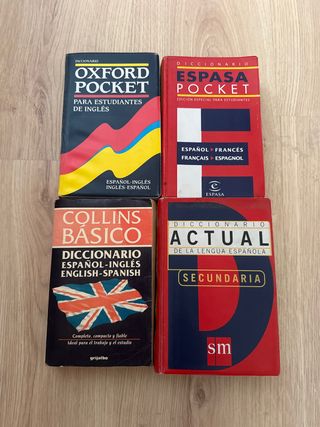 DICCIONARIO
OXFORD
POCKET
PARA ESTUDIANTES
DE INGLÉS
ESPAÑOL-INGLÉS
INGLÉS-ESPAÑOL
DICCIONARIO
ESPASA
POCKET
EDICIÓN ESPECIAL PARA ESTUDIANTES
ESPAÑOL FRANCÉS
FRANÇAIS ESPAGNOL
ESPASA
COLLINS
BÁSICO
DICCIONARIO
ESPAÑOL-INGLÉS
ENGLISH-SPANISH
Completo, compacto y fiable
Ideal para el trabajo y el estudio
grijalbo
DICCIONARIO
ACTUAL
DE LA LENGUA ESPAÑOLA
SECUNDARIA
sm